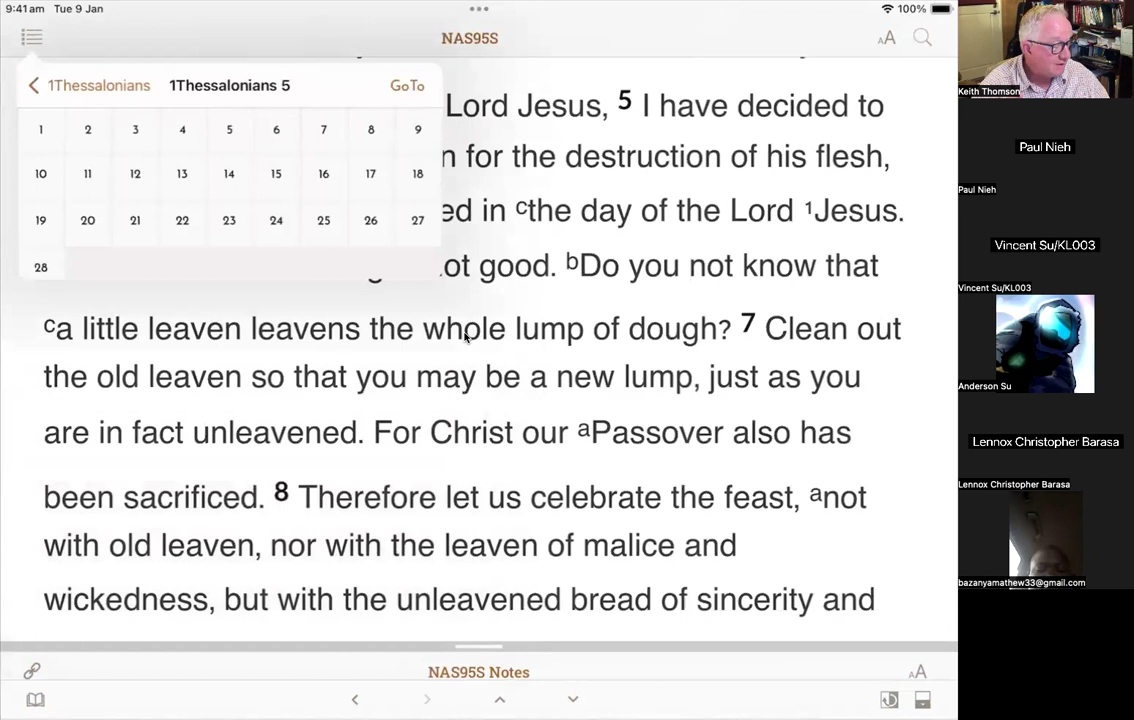 9:41am Tue 9 Jan
100%
NAS95S
AA
1Thessalonians 1Thessalonians 5 GoTo
1 2 3 4 5 6 7 8 9
10 11 12 13 14 15 16 17 18
19 20 21 22 23 24 25 26 27
28
Lord Jesus, 5 I have decided to
n for the destruction of his flesh,
ed in cthe day of the Lord 1Jesus.
ot good. bDo you not know that
ca little leaven leavens the whole lump of dough? 7 Clean out
the old leaven so that you may be a new lump, just as you
are in fact unleavened. For Christ our aPassover also has
been sacrificed. 8 Therefore let us celebrate the feast, anot
with old leaven, nor with the leaven of malice and
wickedness, but with the unleavened bread of sincerity and
NAS95S Notes
AA
Keith Thomson
Paul Nieh
Paul Nieh
Vincent Su/KL003
Vincent Su/KL003
Anderson Su
Lennox Christopher Barasa
Lennox Christopher Barasa
bazanyamathew33@gmail.com